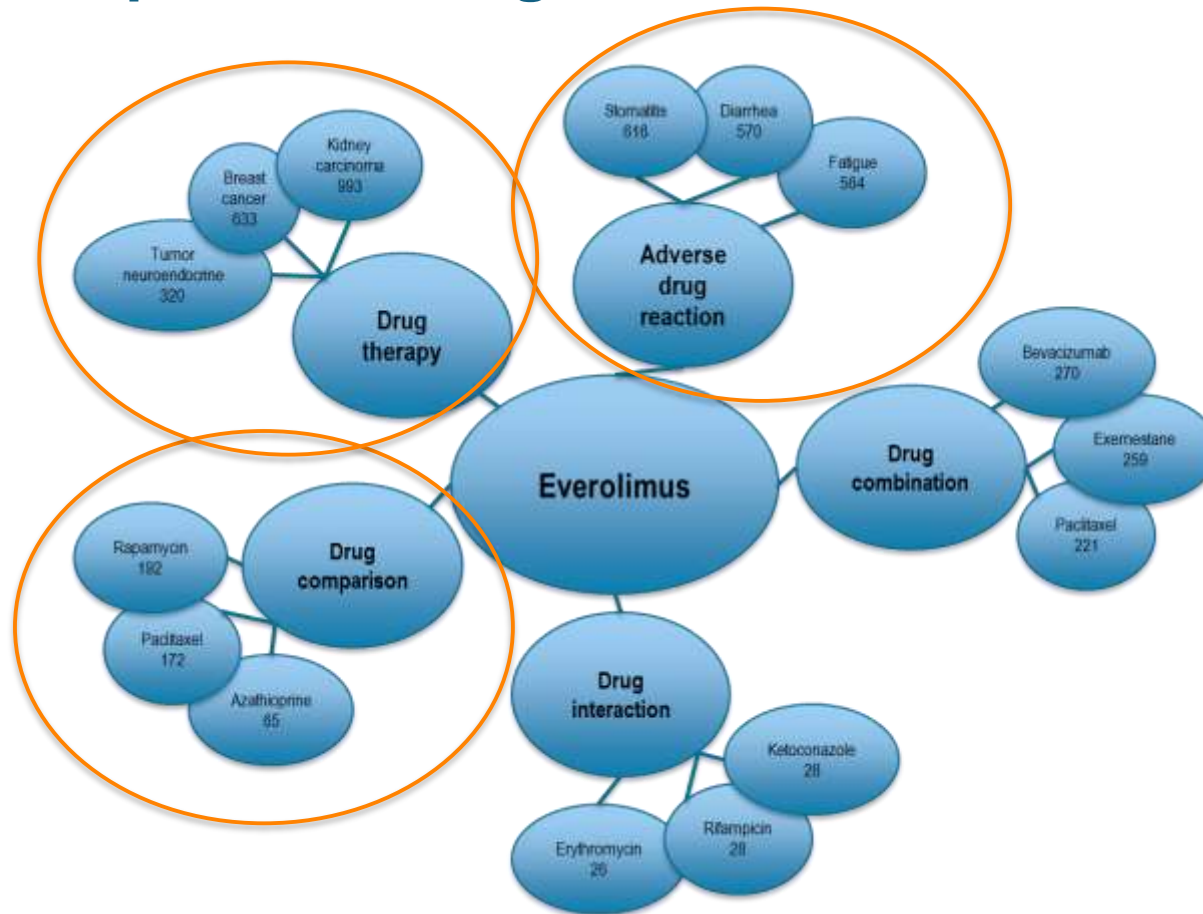 Stomatitis
616
Diarrhea
570
Fatigue
564
Adverse
drug
reaction
Kidney
carcinoma
993
Breast
cancer
633
Tumor
neuroendocrine
320
Drug
therapy
Everolimus
Bevacizumab
270
Exemestane
259
Paclitaxel
221
Drug
combination
Rapamycin
192
Paclitaxel
172
Azathioprine
65
Drug
comparison
Drug
interaction
Ketoconazole
28
Rifampicin
28
Erythromycin
26